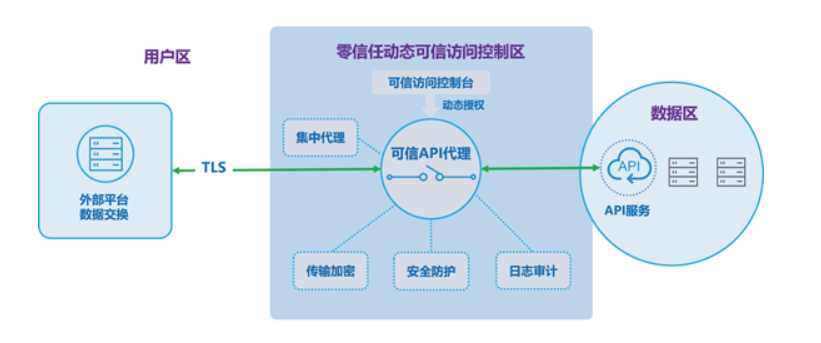 用户区
零信任动态可信访问控制区
可信访问控制台
动态授权
数据区
集中代理
可信API代理
TLS
API
外部平台
数据交换
API服务
传输加密
安全防护
日志审计